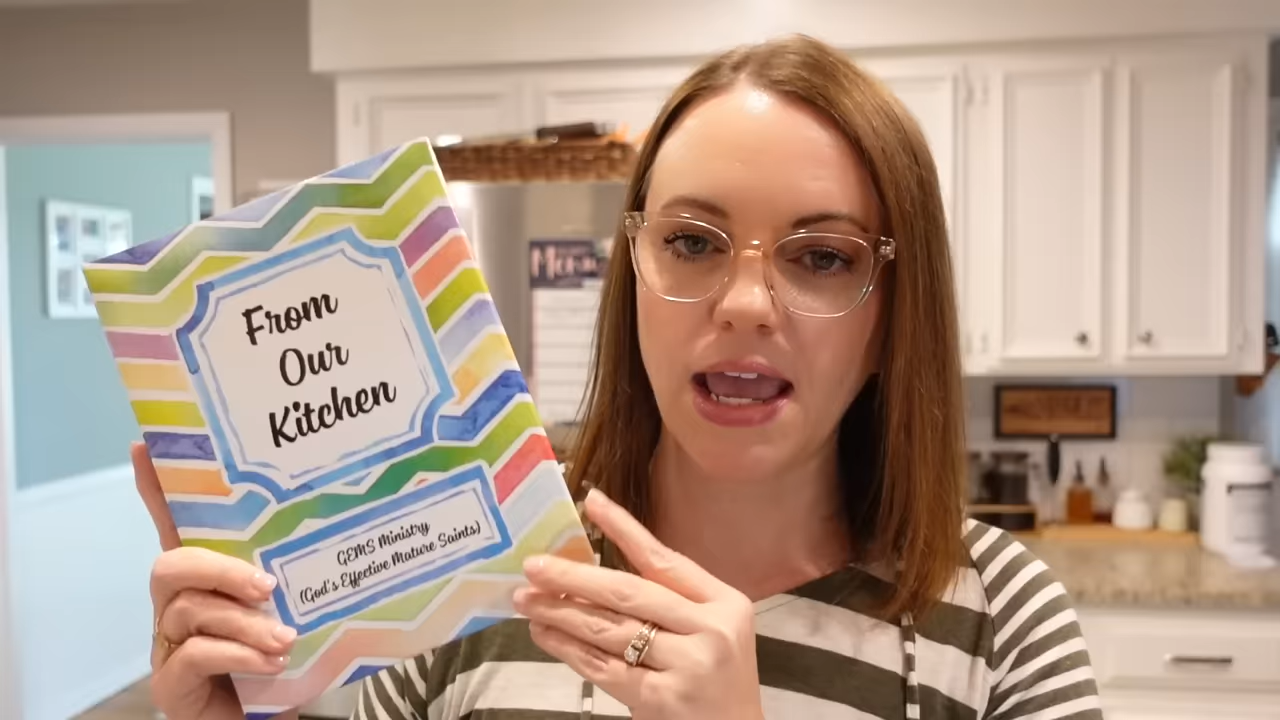 From
Our
Kitchen
GEMS Ministry
(God's Effective Mature Saints)